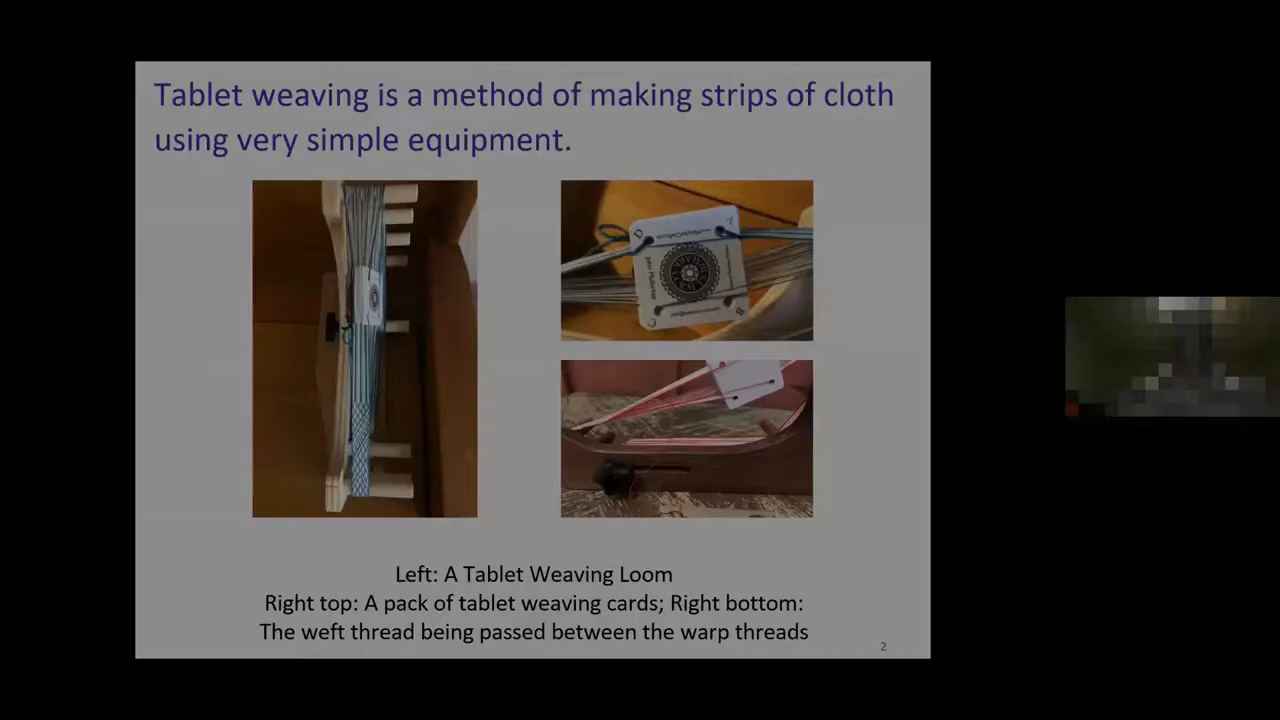 Tablet weaving is a method of making strips of cloth
using very simple equipment.
D
A
C
B
Left: A Tablet Weaving Loom
Right top: A pack of tablet weaving cards; Right bottom:
The weft thread being passed between the warp threads
2